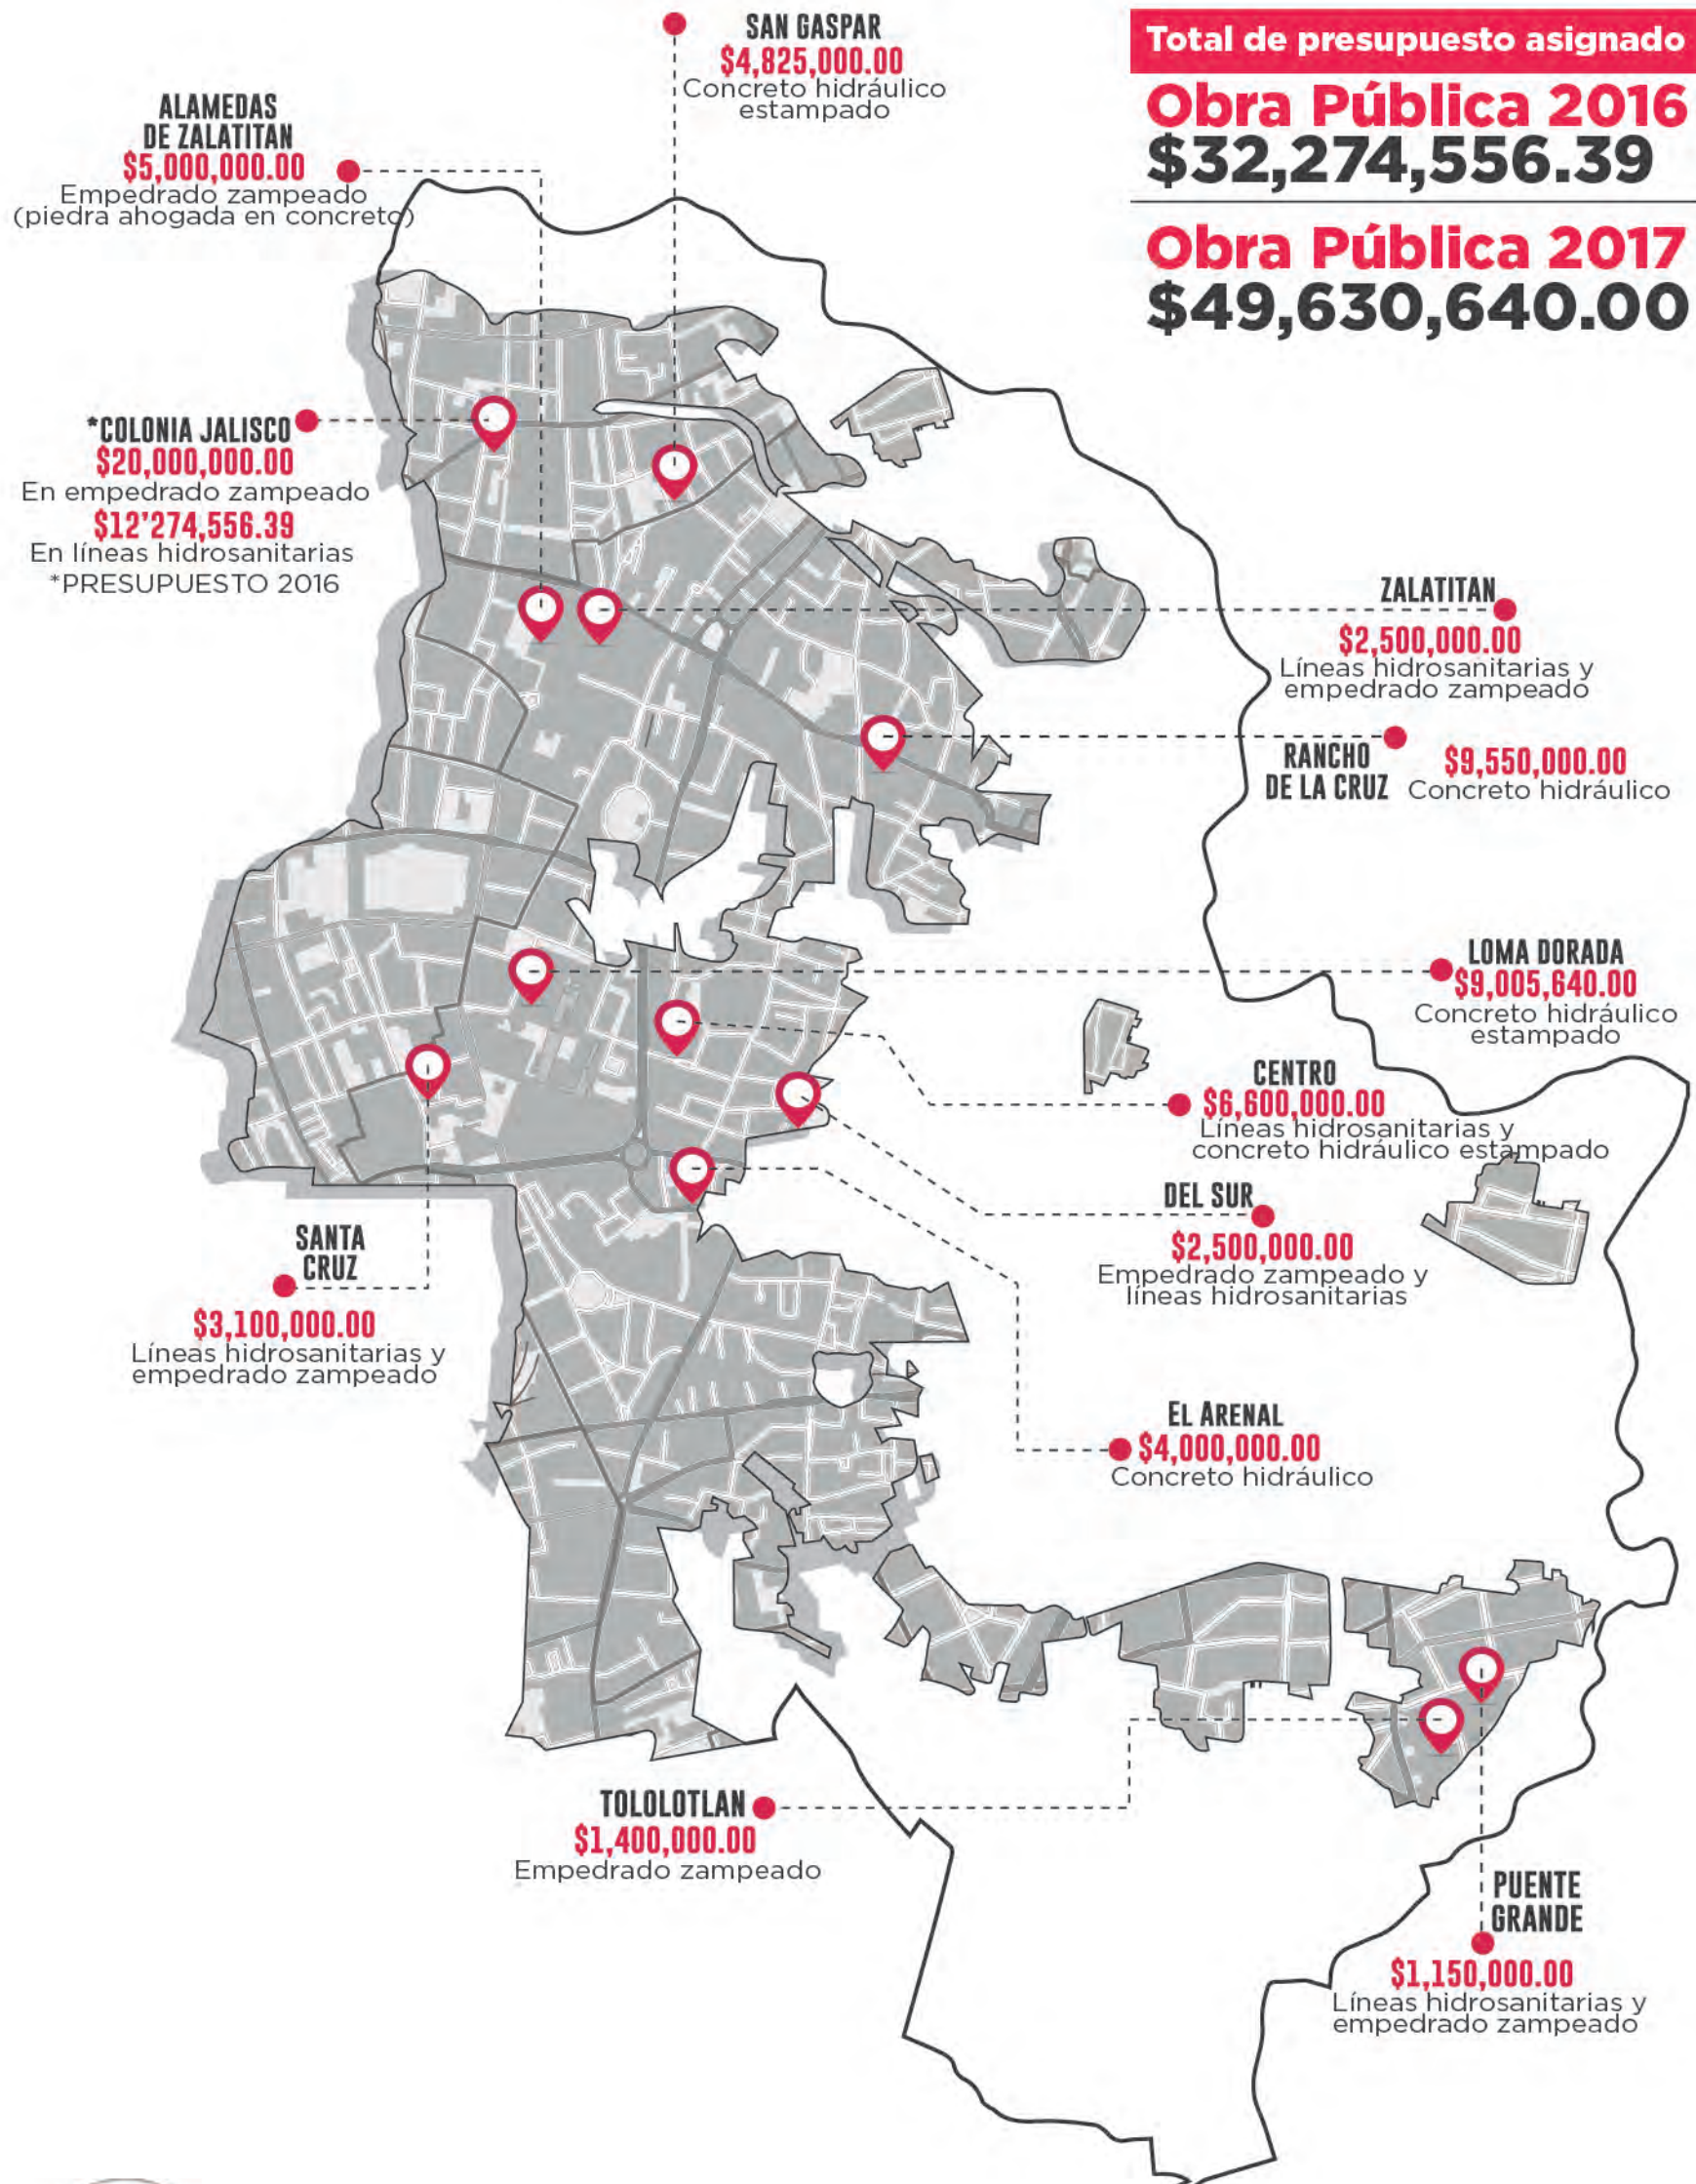 SAN GASPAR
$4,825,000.00
Concreto hidráulico
estampado
Total de presupuesto asignado
Obra Pública 2016
$32,274,556.39
Obra Pública 2017
$49,630,640.00
ALAMEDAS
DE ZALATITAN
$5,000,000.00
Empedrado zampeado
(piedra ahogada en concreto)
*COLONIA JALISCO
$20,000,000.00
En empedrado zampeado
$12'274,556.39
En líneas hidrosanitarias
*PRESUPUESTO 2016
ZALATITAN
$2,500,000.00
Líneas hidrosanitarias y
empedrado zampeado
RANCHO
DE LA CRUZ
$9,550,000.00
Concreto hidráulico
LOMA DORADA
$9,005,640.00
Concreto hidráulico
estampado
CENTRO
$6,600,000.00
Líneas hidrosanitarias y
concreto hidráulico estampado
DEL SUR
$2,500,000.00
Empedrado zampeado y
líneas hidrosanitarias
SANTA
CRUZ
$3,100,000.00
Líneas hidrosanitarias y
empedrado zampeado
EL ARENAL
$4,000,000.00
Concreto hidráulico
TOLOLOTLAN
$1,400,000.00
Empedrado zampeado
PUENTE
GRANDE
$1,150,000.00
Líneas hidrosanitarias y
empedrado zampeado